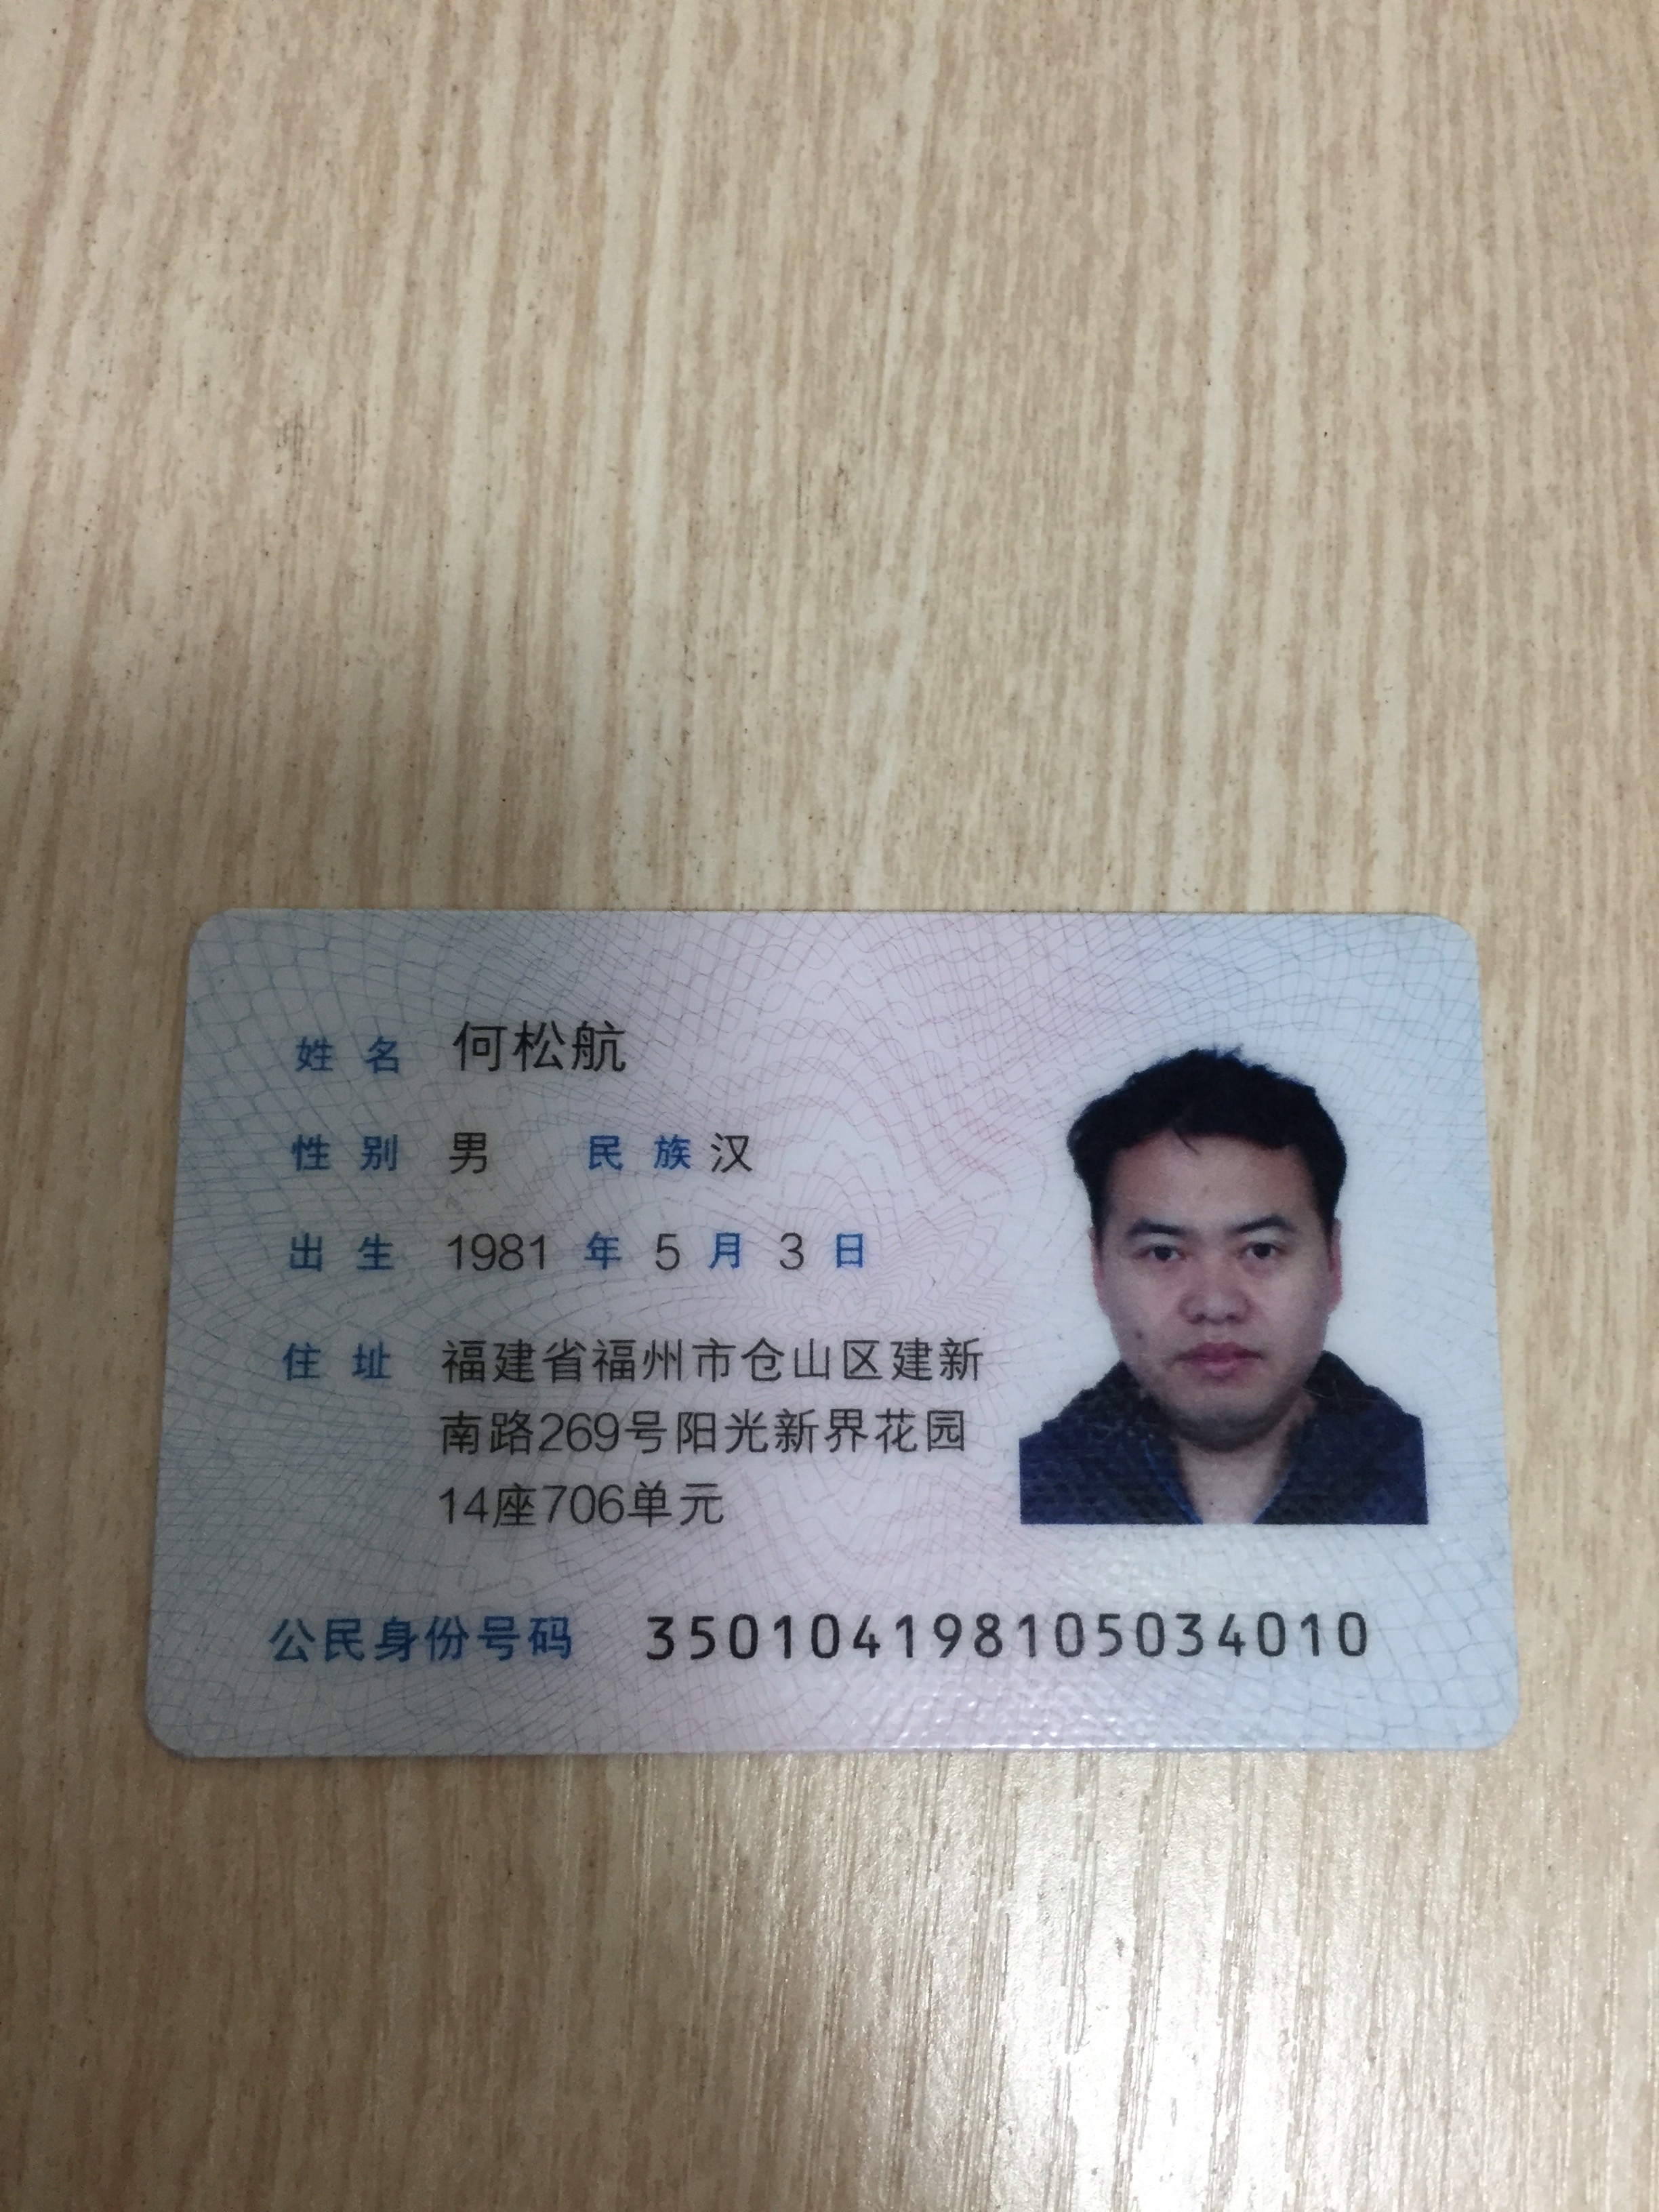 姓名 何松航
性别 男 民族 汉
出生 1981 年 5 月 3 日
住址 福建省福州市仓山区建新
南路269号阳光新界花园
14座706单元
公民身份号码 350104198105034010